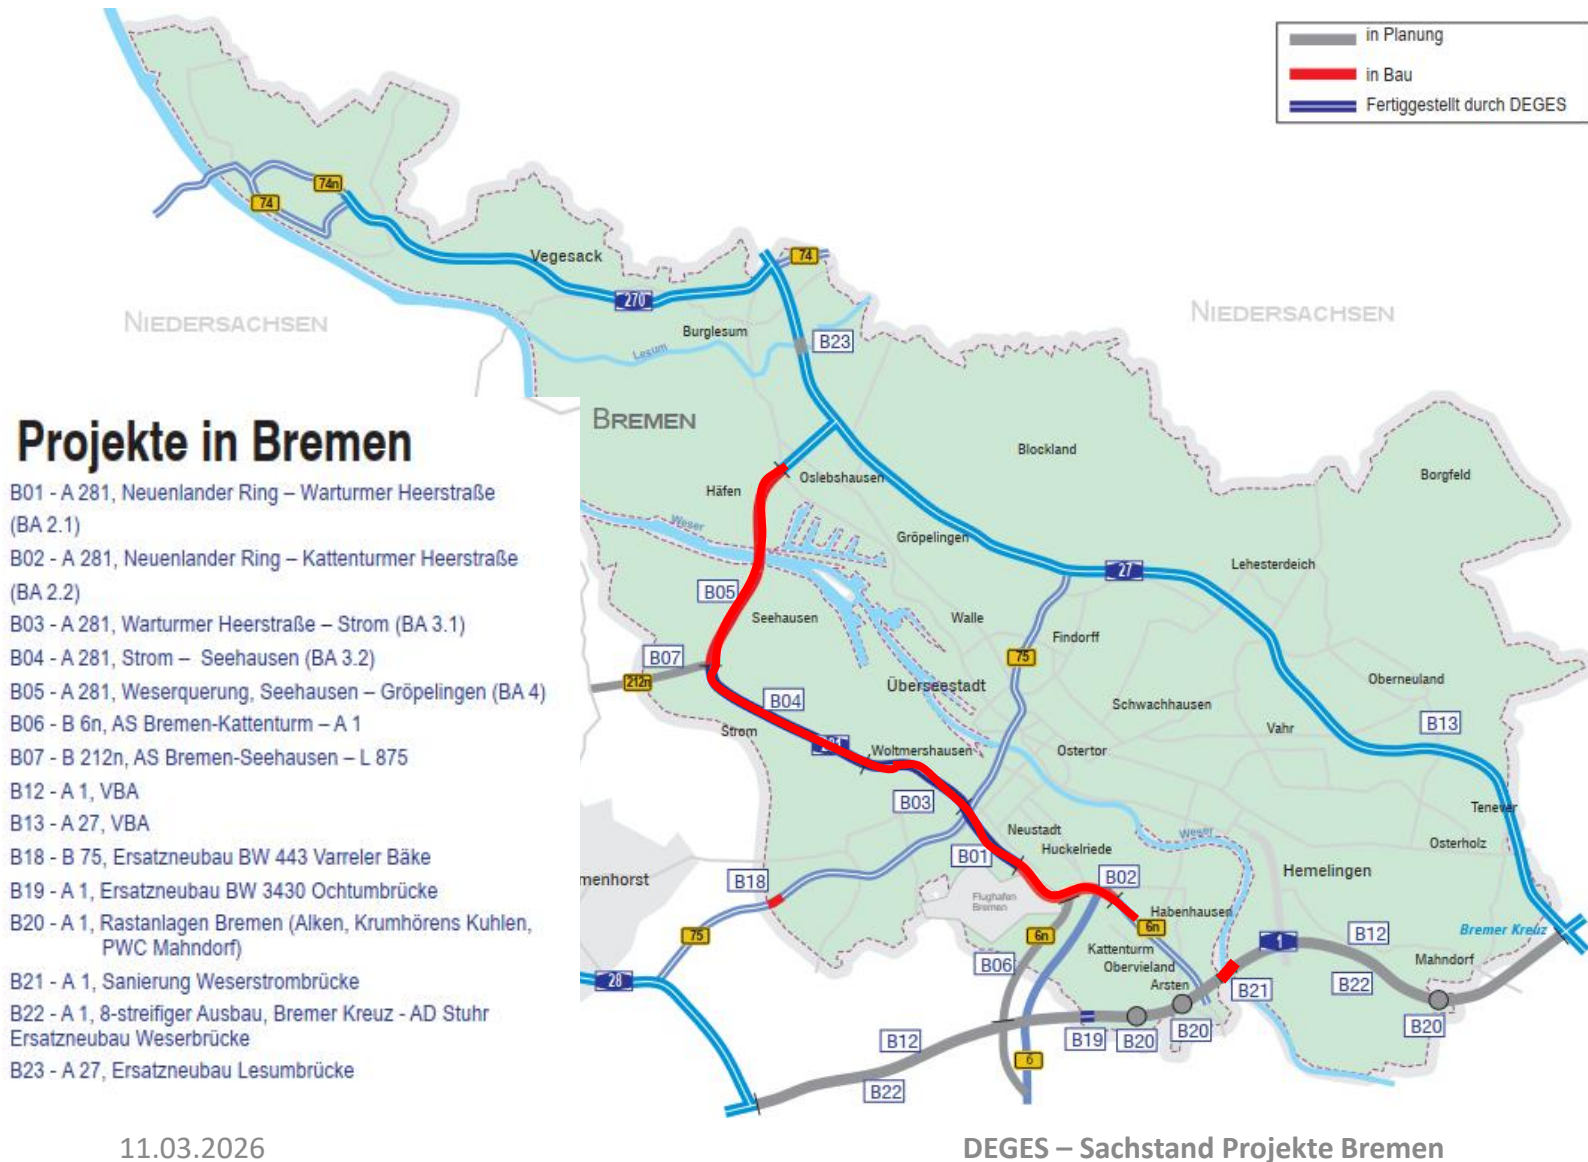 in Planung
in Bau
Fertiggestellt durch DEGES
74n
74
Vegesack
74
270
NIEDERSACHSEN
NIEDERSACHSEN
Burglesum
Lesum
B23
BREMEN
Projekte in Bremen
B01 - A 281, Neuenlander Ring – Warturmer Heerstraße
(BA 2.1)
B02 - A 281, Neuenlander Ring – Kattenturmer Heerstraße
(BA 2.2)
B03 - A 281, Warturmer Heerstraße – Strom (BA 3.1)
B04 - A 281, Strom – Seehausen (BA 3.2)
B05 - A 281, Weserquerung, Seehausen – Gröpelingen (BA 4)
B06 - B 6n, AS Bremen-Kattenturm – A 1
B07 - B 212n, AS Bremen-Seehausen – L 875
B12 - A 1, VBA
B13 - A 27, VBA
B18 - B 75, Ersatzneubau BW 443 Varreler Bäke
B19 - A 1, Ersatzneubau BW 3430 Ochtumbrücke
B20 - A 1, Rastanlagen Bremen (Alken, Krumhörens Kuhlen,
PWC Mahndorf)
B21 - A 1, Sanierung Weserstrombrücke
B22 - A 1, 8-streifiger Ausbau, Bremer Kreuz - AD Stuhr
Ersatzneubau Weserbrücke
B23 - A 27, Ersatzneubau Lesumbrücke
Blockland
Borgfeld
Oslebshausen
Häfen
Weser
Gröpelingen
Lehesterdeich
27
B05
Seehausen
Walle
Findorff
75
B07
212n
Überseestadt
Oberneuland
B04
Schwachhausen
B13
Strom
Vahr
Woltmershausen
Ostertor
B03
Tenever
Neustadt
Weser
Osterholz
Huckelriede
B01
Hemelingen
menhorst
B18
B02
Flughafen
Bremen
Habenhausen
6n
6n
75
Kattenturm
1
B12
Bremer Kreuz
B06
Obervieland
Mahndorf
28
Arsten
B21
B22
B20
B20
B19
B20
B12
6
B22
11.03.2026
DEGES – Sachstand Projekte Bremen